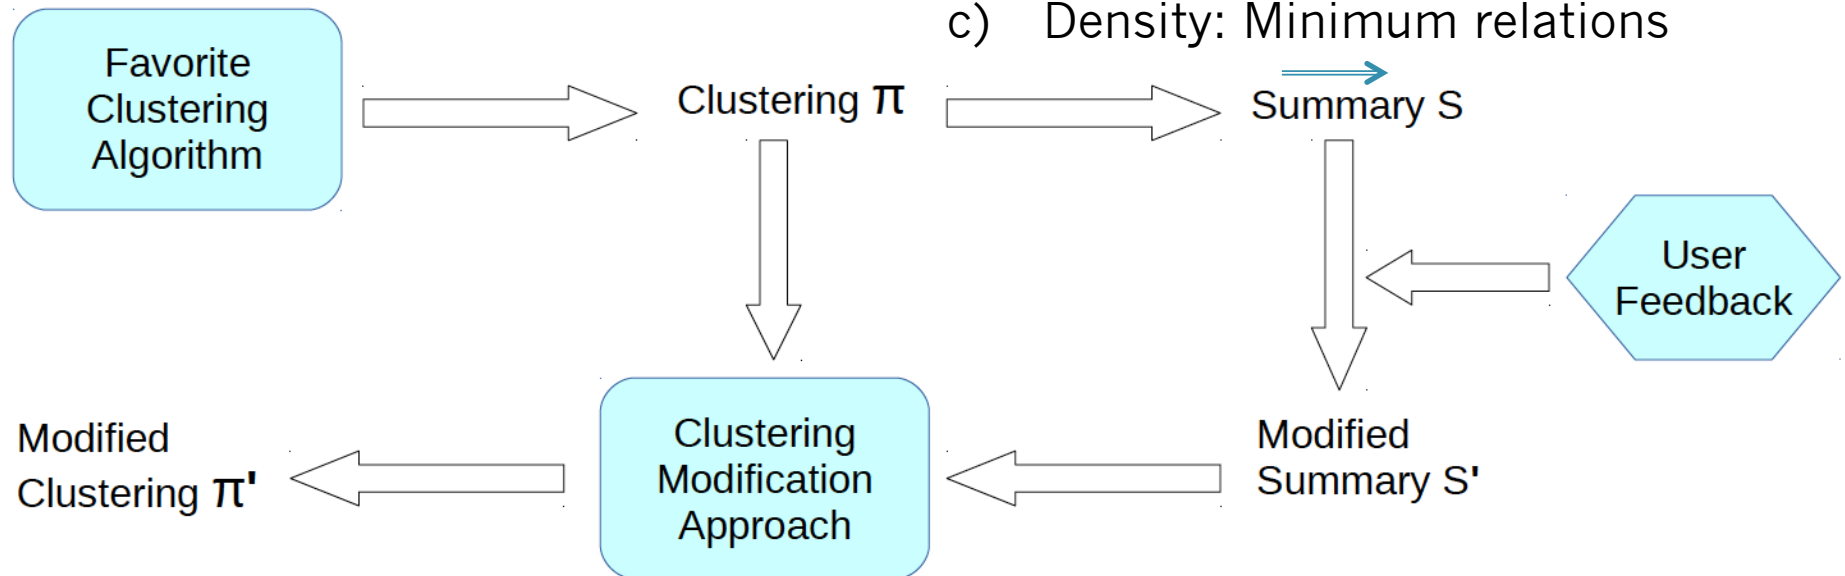 c) Density: Minimum relations
Favorite
Clustering
Algorithm
Clustering π
Summary S
User
Feedback
Modified
Clustering π'
Clustering
Modification
Approach
Modified
Summary S'